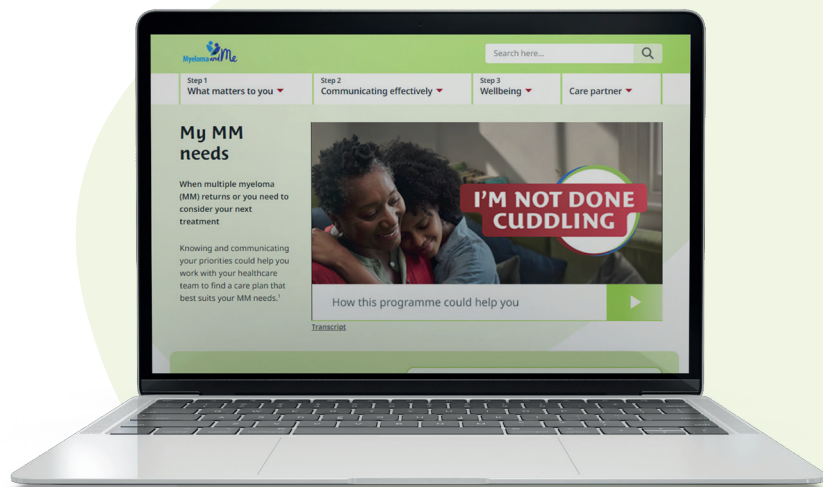 Myeloma and Me
Search here...
Step 1
What matters to you
Step 2
Communicating effectively
Step 3
Wellbeing
Care partner
My MM
needs
When multiple myeloma
(MM) returns or you need to
consider your next
treatment
Knowing and communicating
your priorities could help you
work with your healthcare
team to find a care plan that
best suits your MM needs.¹
I'M NOT DONE
CUDDLING
How this programme could help you
Transcript